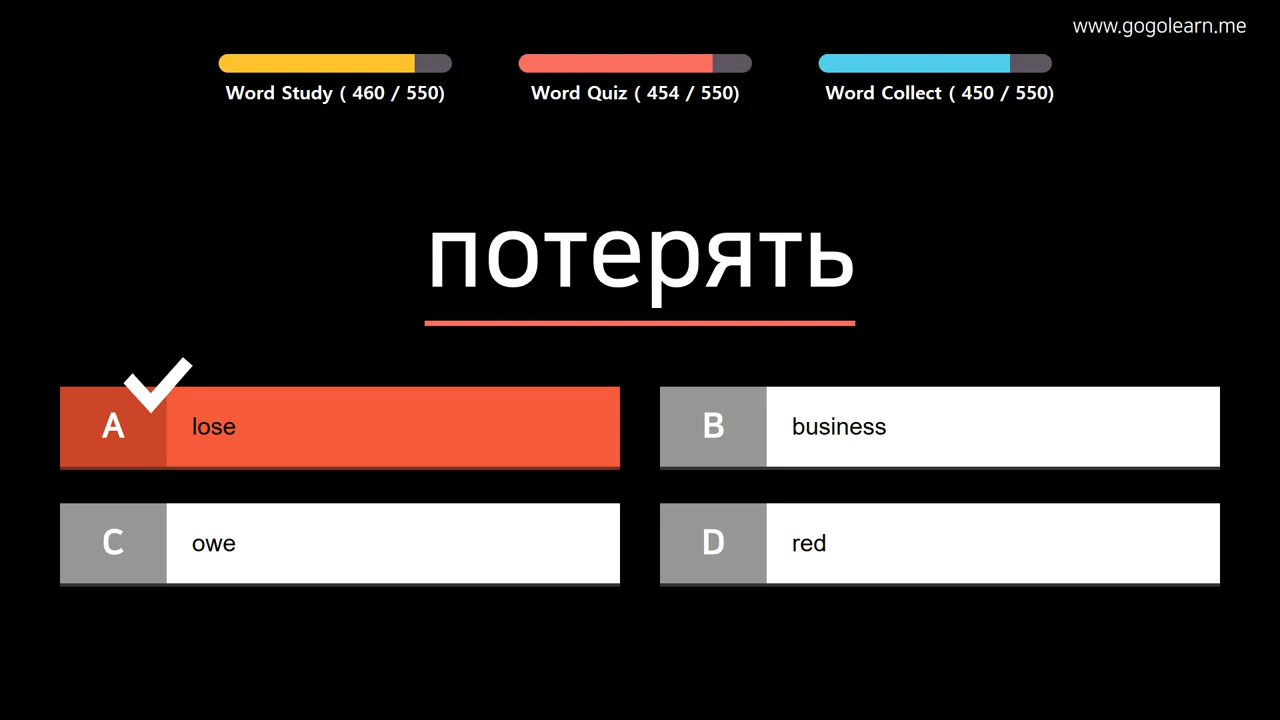 www.gogolearn.me
Word Study ( 460 / 550)
Word Quiz ( 454 / 550)
Word Collect ( 450 / 550)
потерять
A lose
B business
C owe
D red